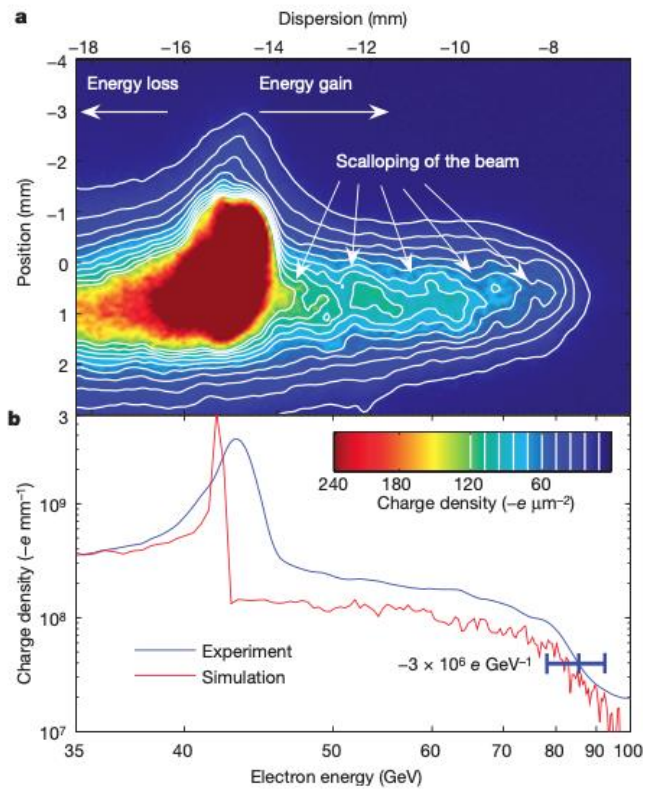 a
Dispersion (mm)
−18 −16 −14 −12 −10 −8
−4
−3
−2
−1
0
1
2
3
Position (mm)
Energy loss
Energy gain
Scalloping of the beam
b
10⁹
10⁸
10⁷
Charge density (−e mm⁻¹)
240 180 120 60
Charge density (−e μm⁻²)
Experiment
Simulation
−3 × 10⁶ e GeV⁻¹
35 40 50 60 70 80 90 100
Electron energy (GeV)